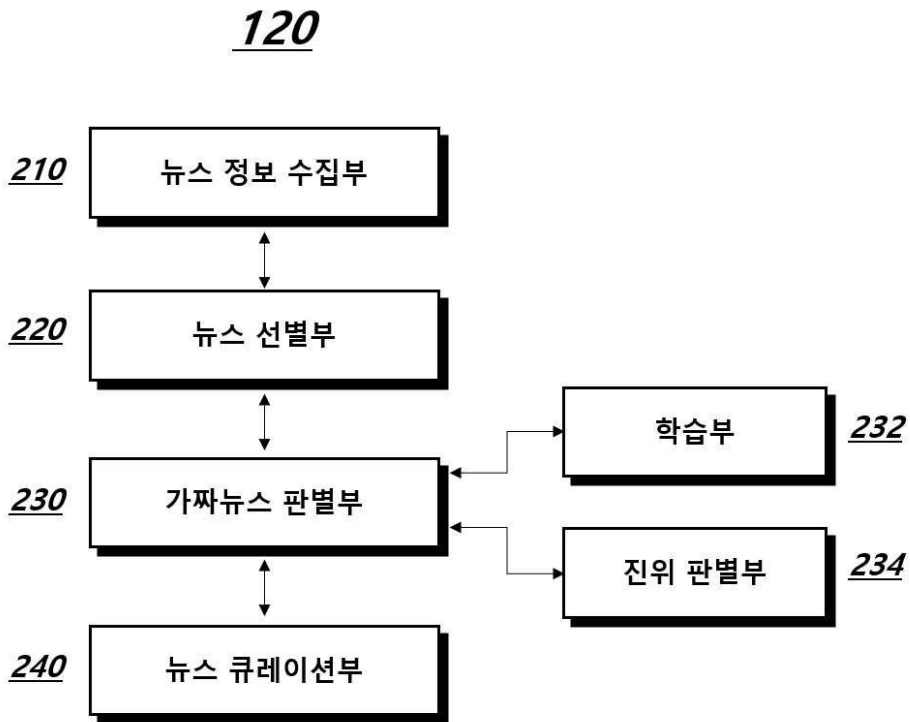 120
210
뉴스 정보 수집부
220
뉴스 선별부
학습부
232
230
가짜뉴스 판별부
진위 판별부
234
240
뉴스 큐레이션부